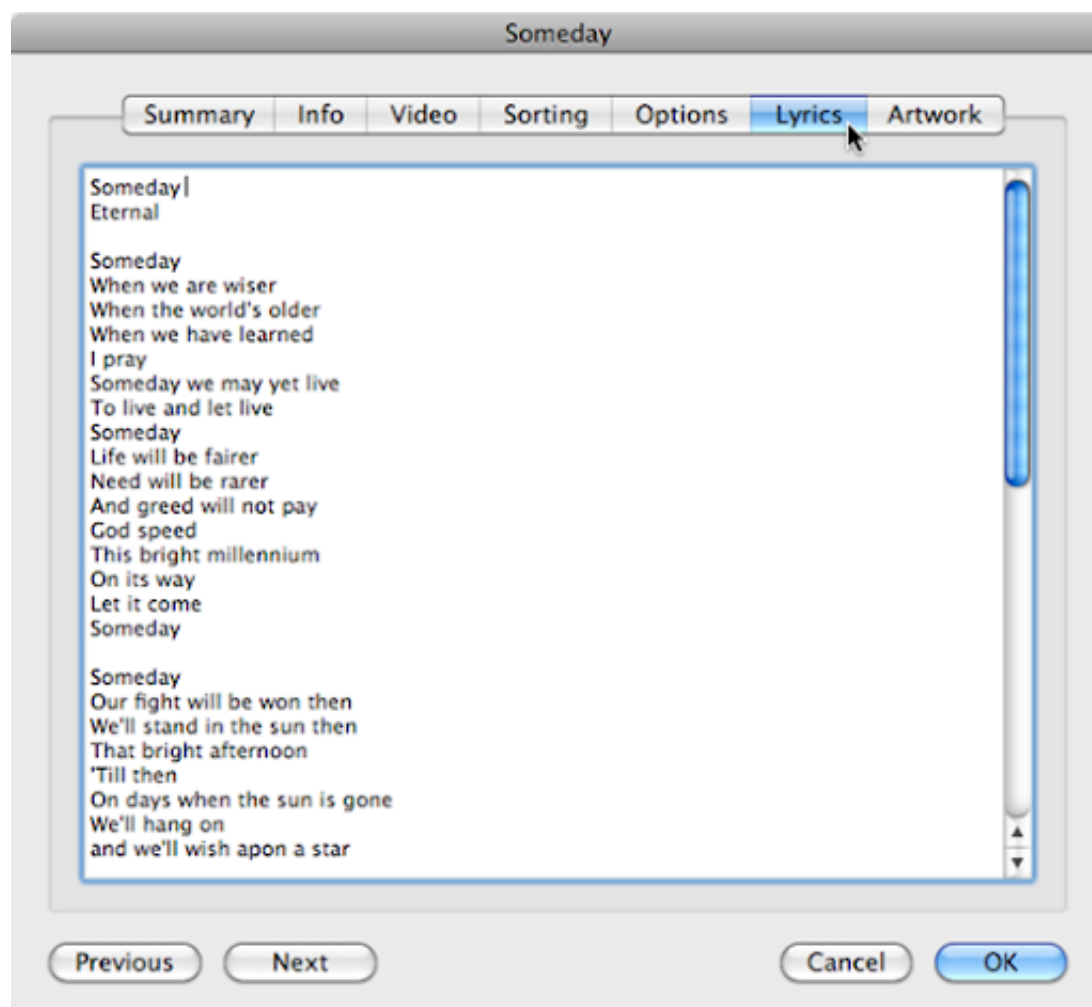 Someday
Summary Info Video Sorting Options Lyrics Artwork
Someday
Eternal
Someday
When we are wiser
When the world's older
When we have learned
I pray
Someday we may yet live
To live and let live
Someday
Life will be fairer
Need will be rarer
And greed will not pay
God speed
This bright millennium
On its way
Let it come
Someday
Someday
Our fight will be won then
We'll stand in the sun then
That bright afternoon
'Till then
On days when the sun is gone
We'll hang on
and we'll wish apon a star
Previous Next Cancel OK